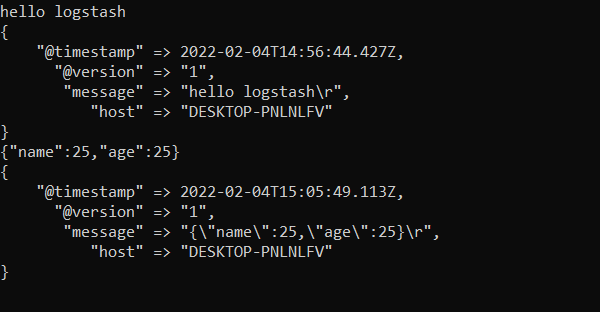 hello logstash
{
    "@timestamp" => 2022-02-04T14:56:44.427Z,
      "@version" => "1",
       "message" => "hello logstash\r",
          "host" => "DESKTOP-PNLNLFV"
}
{"name":25,"age":25}
{
    "@timestamp" => 2022-02-04T15:05:49.113Z,
      "@version" => "1",
       "message" => "{\"name\":25,\"age\":25}\r",
          "host" => "DESKTOP-PNLNLFV"
}